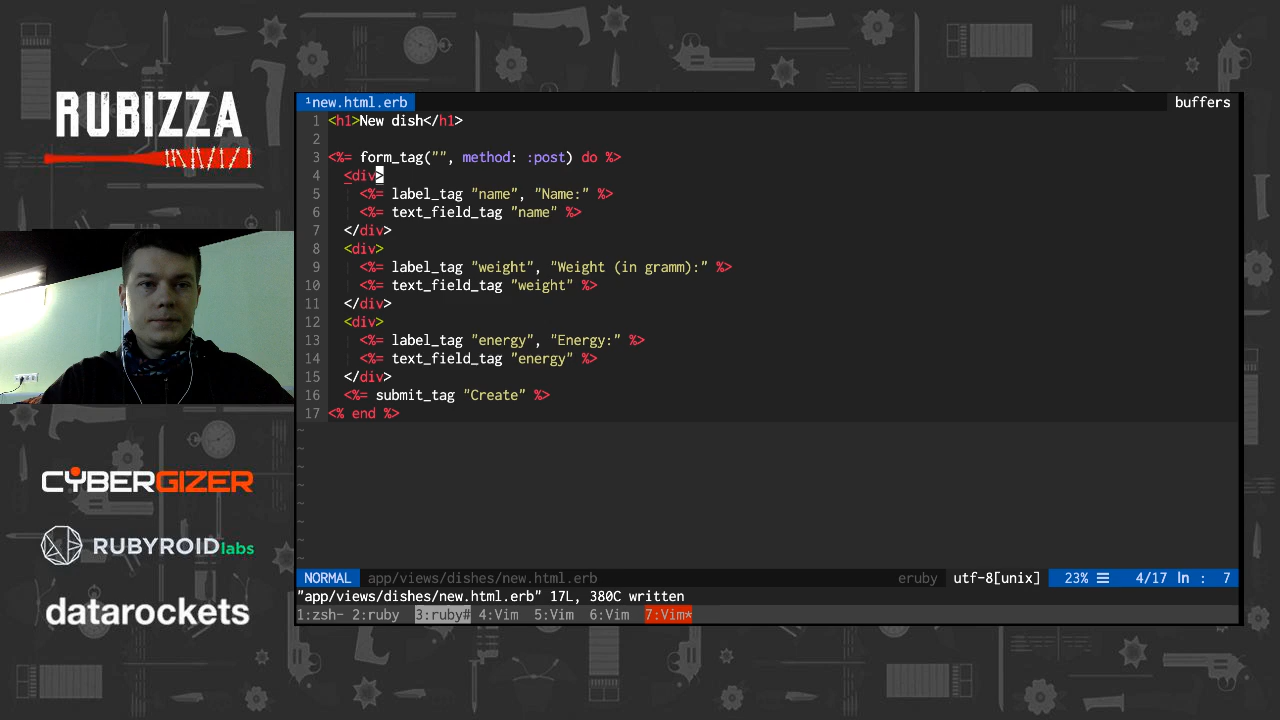 RUBIZZA
CYBERGIZER
RUBYROIDlabs
datarockets
¹new.html.erb
buffers
1 <h1>New dish</h1>
2
3 <%= form_tag("", method: :post) do %>
4 <div>
5 <%= label_tag "name", "Name:" %>
6 <%= text_field_tag "name" %>
7 </div>
8 <div>
9 <%= label_tag "weight", "Weight (in gramm):" %>
10 <%= text_field_tag "weight" %>
11 </div>
12 <div>
13 <%= label_tag "energy", "Energy:" %>
14 <%= text_field_tag "energy" %>
15 </div>
16 <%= submit_tag "Create" %>
17 <% end %>
~
~
~
~
~
~
~
~
NORMAL app/views/dishes/new.html.erb eruby utf-8[unix] 23% ☰ 4/17 ln : 7
"app/views/dishes/new.html.erb" 17L, 380C written
1:zsh- 2:ruby 3:ruby# 4:Vim 5:Vim 6:Vim 7:Vim*